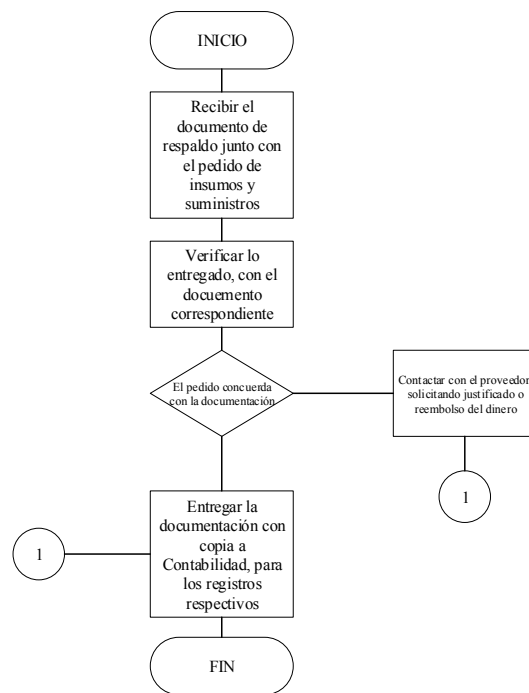 INICIO
Recibir el
documento de
respaldo junto con
el pedido de
insumos y
suministros
Verificar lo
entregado, con el
docuemento
correspondiente
El pedido concuerda
con la documentación
Contactar con el proveedor
solicitando justificado o
reembolso del dinero
1
Entregar la
documentación con
copia a
Contabilidad, para
los registros
respectivos
1
FIN